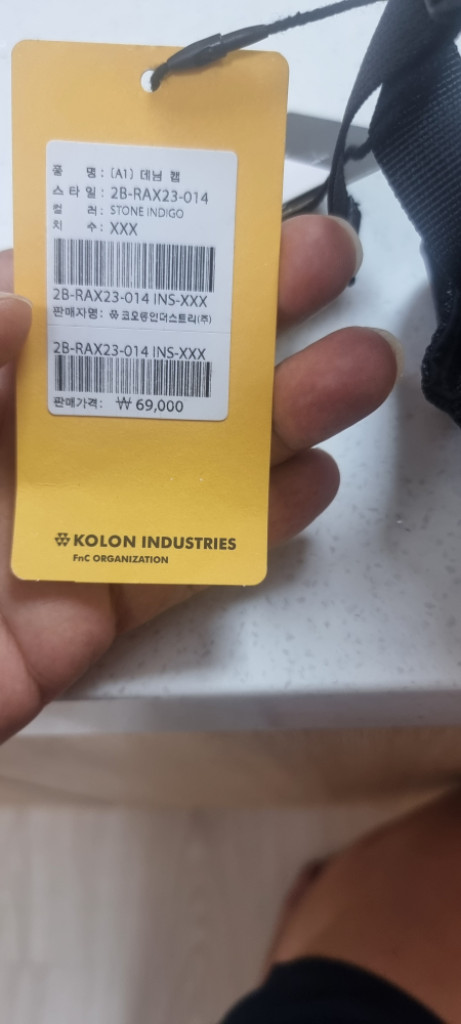 품 명 : (A1) 데님 햄
스 타 일 : 2B-RAX23-014
컬 러 : STONE INDIGO
치 수 : XXX
2B-RAX23-014 INS-XXX
판매자명 : 코오롱인더스트리(주)
2B-RAX23-014 INS-XXX
판매가격 : ₩ 69,000
KOLON INDUSTRIES
FnC ORGANIZATION